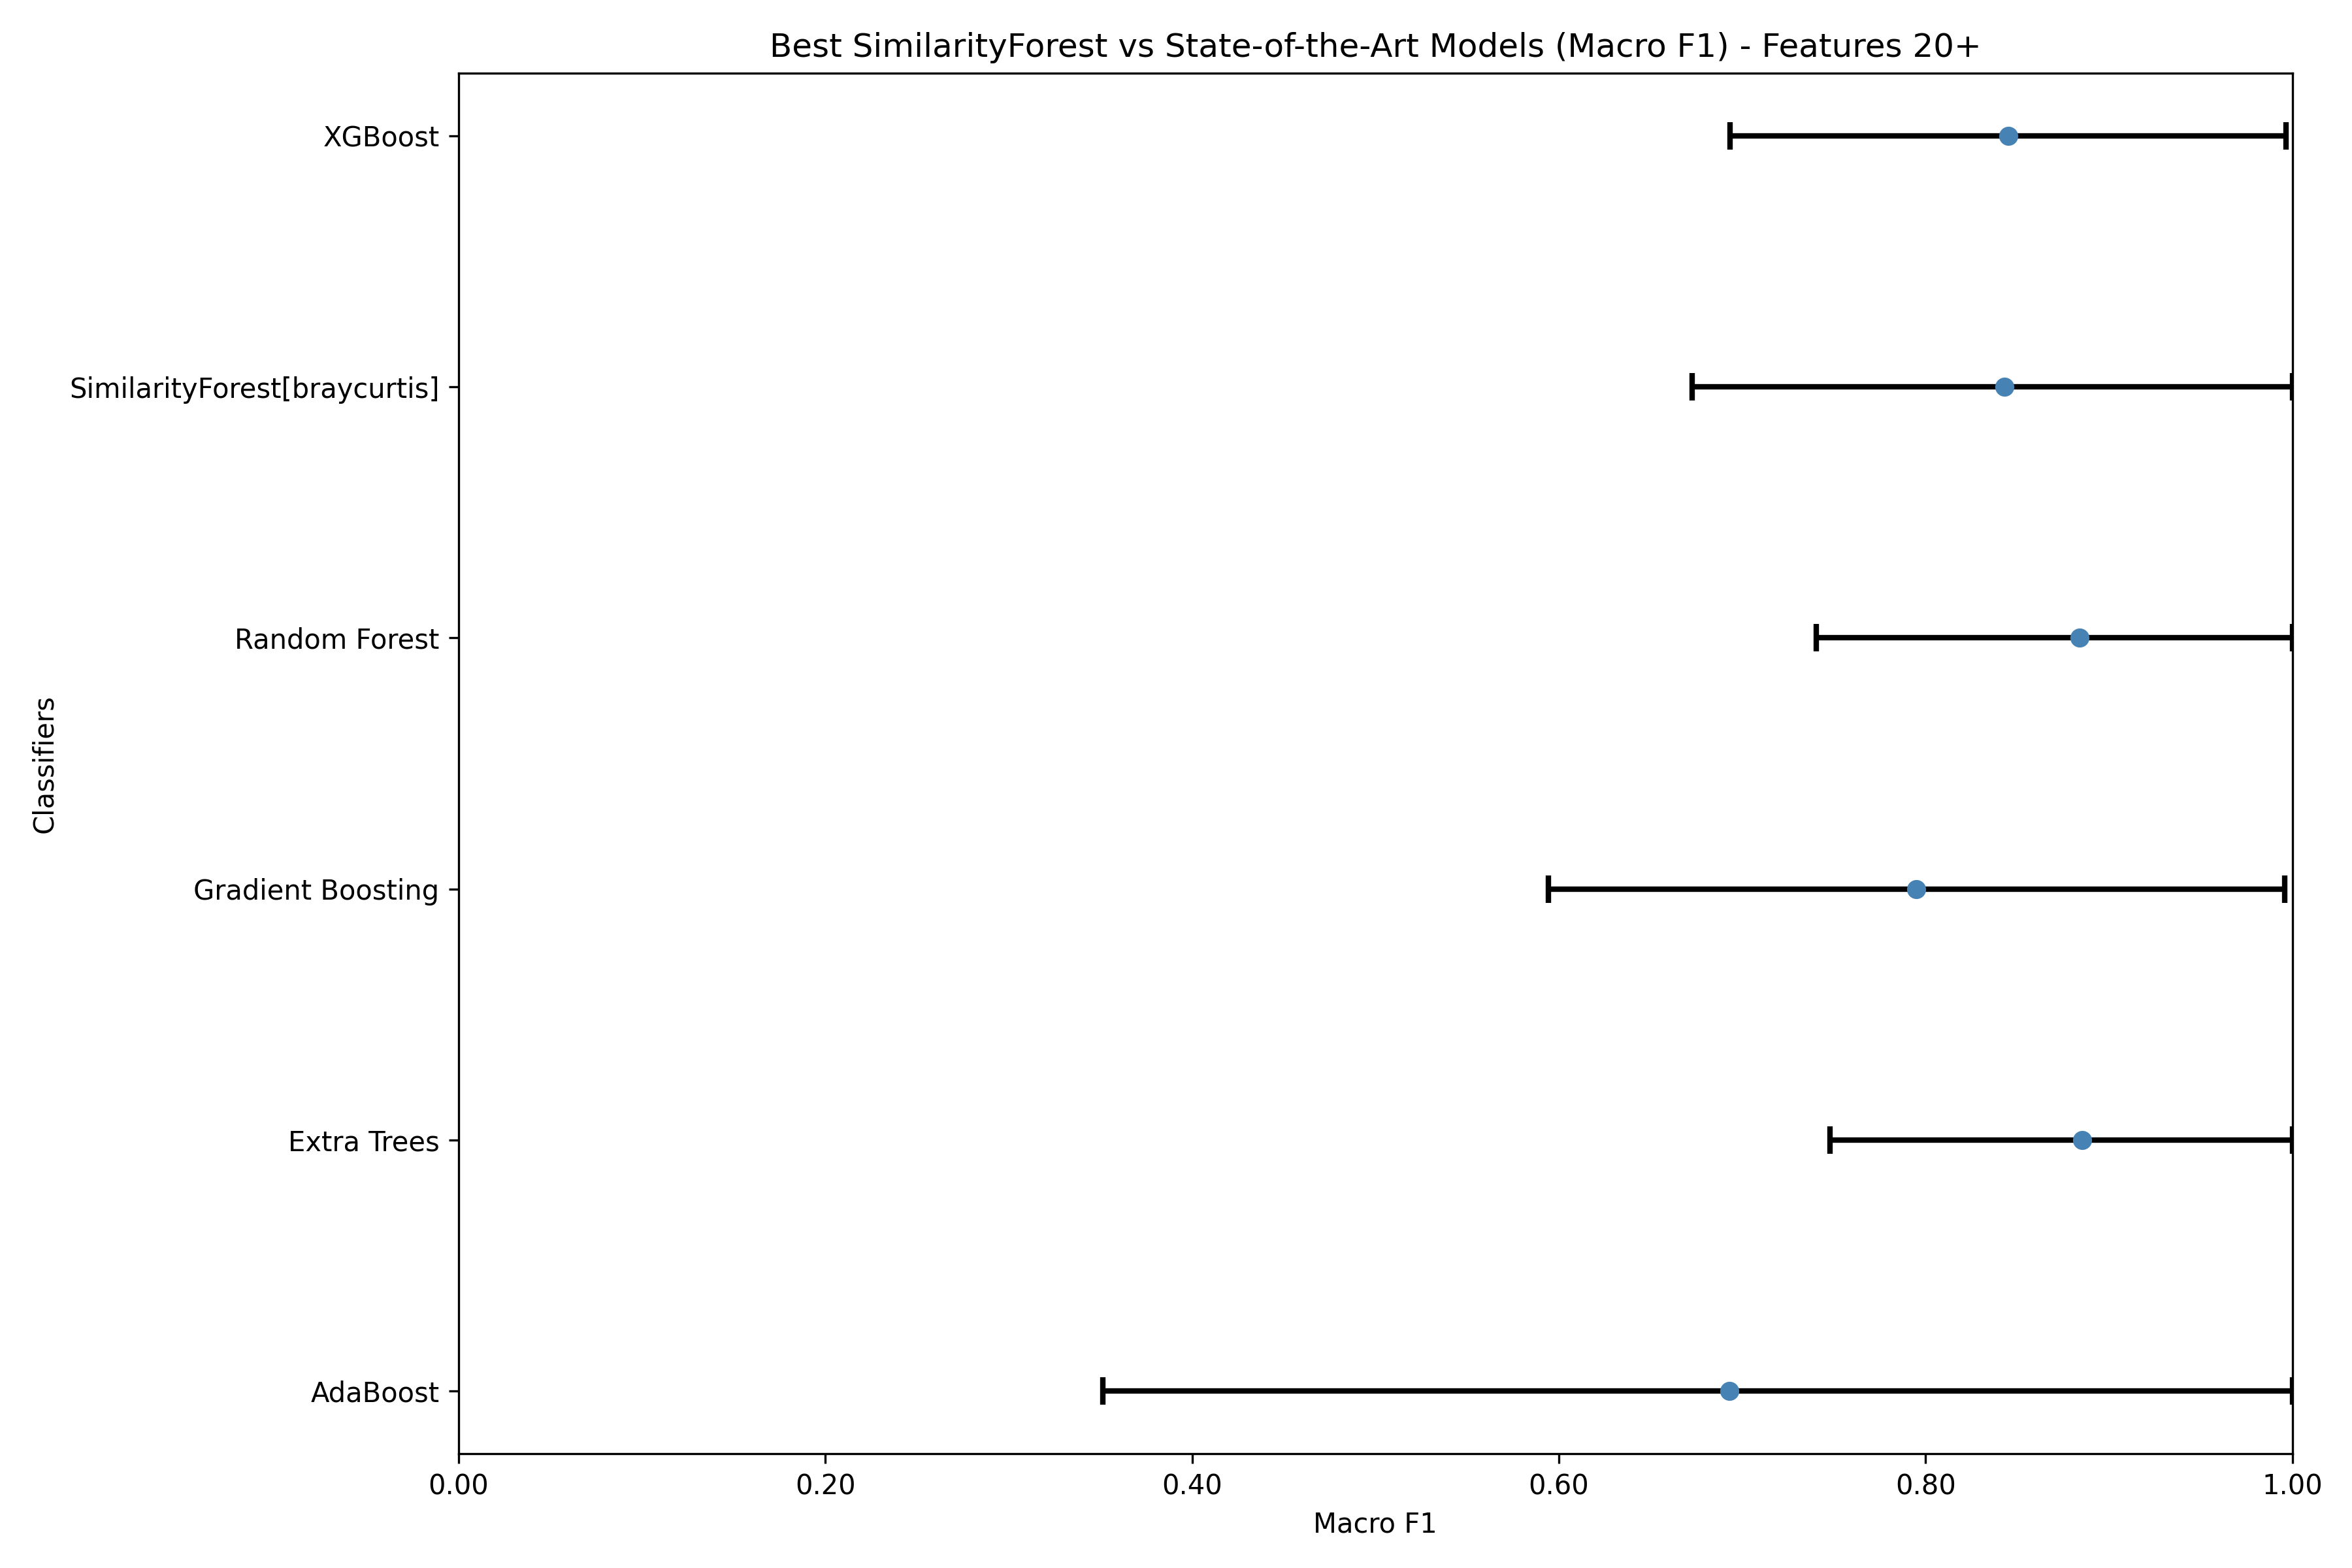 Best SimilarityForest vs State-of-the-Art Models (Macro F1) - Features 20+
XGBoost
SimilarityForest[braycurtis]
Random Forest
Gradient Boosting
Extra Trees
AdaBoost
Classifiers
0.00 0.20 0.40 0.60 0.80 1.00
Macro F1